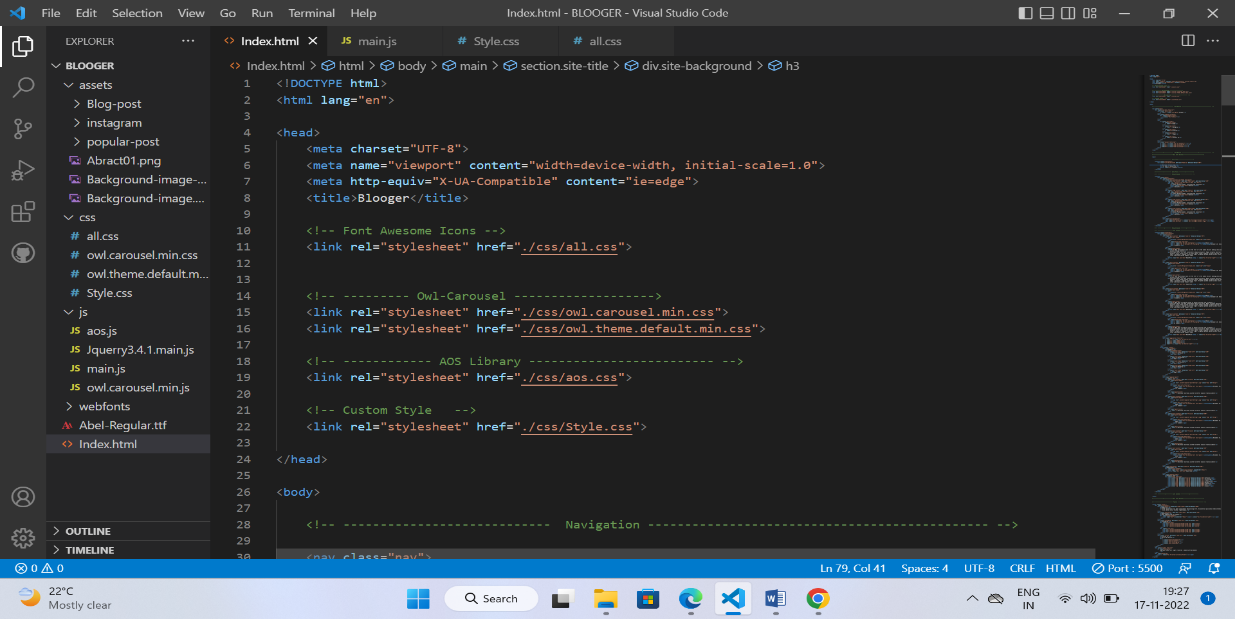 File Edit Selection View Go Run Terminal Help Index.html - BLOOGER - Visual Studio Code
EXPLORER
BLOOGER
assets
Blog-post
instagram
popular-post
Abract01.png
Background-image-...
Background-image....
css
# all.css
# owl.carousel.min.css
# owl.theme.default.m...
# Style.css
js
JS aos.js
JS Jquerry3.4.1.main.js
JS main.js
JS owl.carousel.min.js
webfonts
Abel-Regular.ttf
<> Index.html
OUTLINE
TIMELINE
<> Index.html JS main.js # Style.css # all.css
<> Index.html > html > body > main > section.site-title > div.site-background > h3
1 <!DOCTYPE html>
2 <html lang="en">
3
4 <head>
5 <meta charset="UTF-8">
6 <meta name="viewport" content="width=device-width, initial-scale=1.0">
7 <meta http-equiv="X-UA-Compatible" content="ie=edge">
8 <title>Blooger</title>
9
10 <!-- Font Awesome Icons -->
11 <link rel="stylesheet" href="./css/all.css">
12
13
14 <!-- --------- Owl-Carousel ------------------->
15 <link rel="stylesheet" href="./css/owl.carousel.min.css">
16 <link rel="stylesheet" href="./css/owl.theme.default.min.css">
17
18 <!-- ------------ AOS Library ------------------------- -->
19 <link rel="stylesheet" href="./css/aos.css">
20
21 <!-- Custom Style   -->
22 <link rel="stylesheet" href="./css/Style.css">
23
24 </head>
25
26 <body>
27
28 <!-- ---------------------------- Navigation ---------------------------------------------- -->
29
30 <nav class="nav">
0 0 Ln 79, Col 41 Spaces: 4 UTF-8 CRLF HTML Port : 5500
22°C
Mostly clear
Search
ENG
IN
19:27
17-11-2022
1